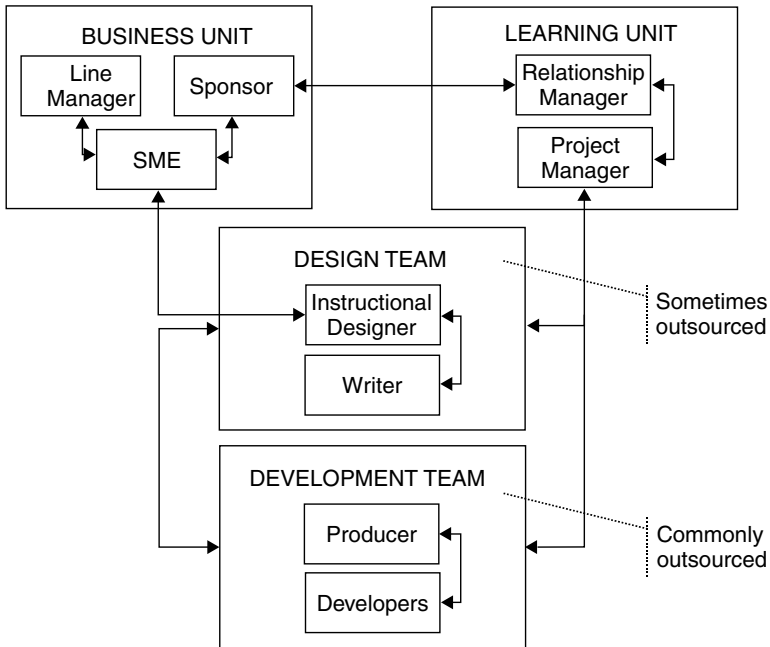 BUSINESS UNIT
Line
Manager
Sponsor
SME
LEARNING UNIT
Relationship
Manager
Project
Manager
DESIGN TEAM
Instructional
Designer
Writer
Sometimes
outsourced
DEVELOPMENT TEAM
Producer
Developers
Commonly
outsourced